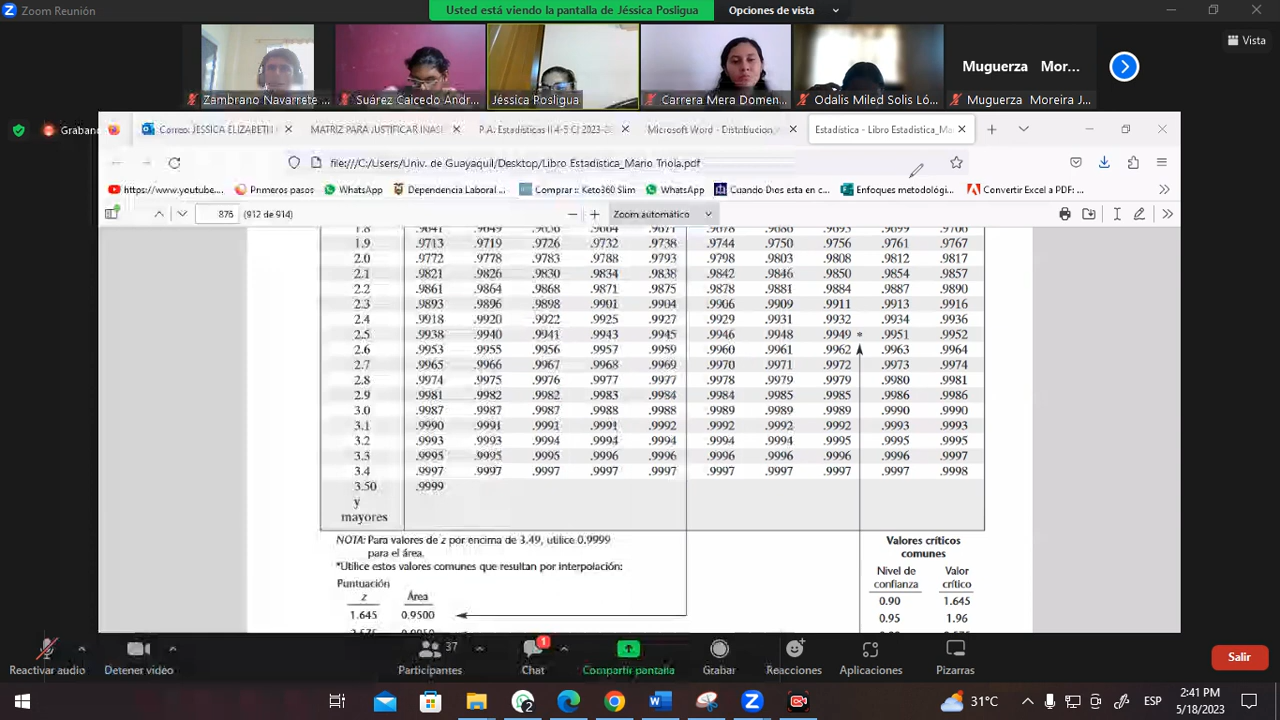 Zoom Reunión
Usted está viendo la pantalla de Jéssica Posligua
Opciones de vista
Vista
Zambrano Navarrete ...
Suárez Caicedo Andr...
Jéssica Posligua
Carrera Mera Domen...
Odalis Miled Solis Ló...
Muguerza Mor...
Muguerza Moreira J...
Graband
Correo: JESSICA ELIZABETH
MATRIZ PARA JUSTIFICAR INAS
P.A. Estadísticas II 4-5 CJ 2023-2
Microsoft Word - Distribucion_
Estadística - Libro Estadistica_Ma
file:///C:/Users/Univ. de Guayaquil/Desktop/Libro Estadistica_Mario Triola.pdf
https://www.youtube....
Primeros pasos
WhatsApp
Dependencia Laboral ...
Comprar :: Keto360 Slim
WhatsApp
Cuando Dios esta en c...
Enfoques metodológi...
Convertir Excel a PDF: ...
876 (912 de 914)
Zoom automático
1.9 .9713 .9719 .9726 .9732 .9738 .9744 .9750 .9756 .9761 .9767
2.0 .9772 .9778 .9783 .9788 .9793 .9798 .9803 .9808 .9812 .9817
2.1 .9821 .9826 .9830 .9834 .9838 .9842 .9846 .9850 .9854 .9857
2.2 .9861 .9864 .9868 .9871 .9875 .9878 .9881 .9884 .9887 .9890
2.3 .9893 .9896 .9898 .9901 .9904 .9906 .9909 .9911 .9913 .9916
2.4 .9918 .9920 .9922 .9925 .9927 .9929 .9931 .9932 .9934 .9936
2.5 .9938 .9940 .9941 .9943 .9945 .9946 .9948 .9949 * .9951 .9952
2.6 .9953 .9955 .9956 .9957 .9959 .9960 .9961 .9962 .9963 .9964
2.7 .9965 .9966 .9967 .9968 .9969 .9970 .9971 .9972 .9973 .9974
2.8 .9974 .9975 .9976 .9977 .9977 .9978 .9979 .9979 .9980 .9981
2.9 .9981 .9982 .9982 .9983 .9984 .9984 .9985 .9985 .9986 .9986
3.0 .9987 .9987 .9987 .9988 .9988 .9989 .9989 .9989 .9990 .9990
3.1 .9990 .9991 .9991 .9991 .9992 .9992 .9992 .9992 .9993 .9993
3.2 .9993 .9993 .9994 .9994 .9994 .9994 .9994 .9995 .9995 .9995
3.3 .9995 .9995 .9995 .9996 .9996 .9996 .9996 .9996 .9996 .9997
3.4 .9997 .9997 .9997 .9997 .9997 .9997 .9997 .9997 .9997 .9998
3.50 .9999
y
mayores
NOTA: Para valores de z por encima de 3.49, utilice 0.9999
para el área.
*Utilice estos valores comunes que resultan por interpolación:
Puntuación
z Área
1.645 0.9500
Valores críticos
comunes
Nivel de Valor
confianza crítico
0.90 1.645
0.95 1.96
Reactivar audio
Detener video
37
Participantes
1
Chat
Compartir pantalla
Grabar
Reacciones
Aplicaciones
Pizarras
Salir
2
31°C
ESP
2:41 PM
5/18/2023